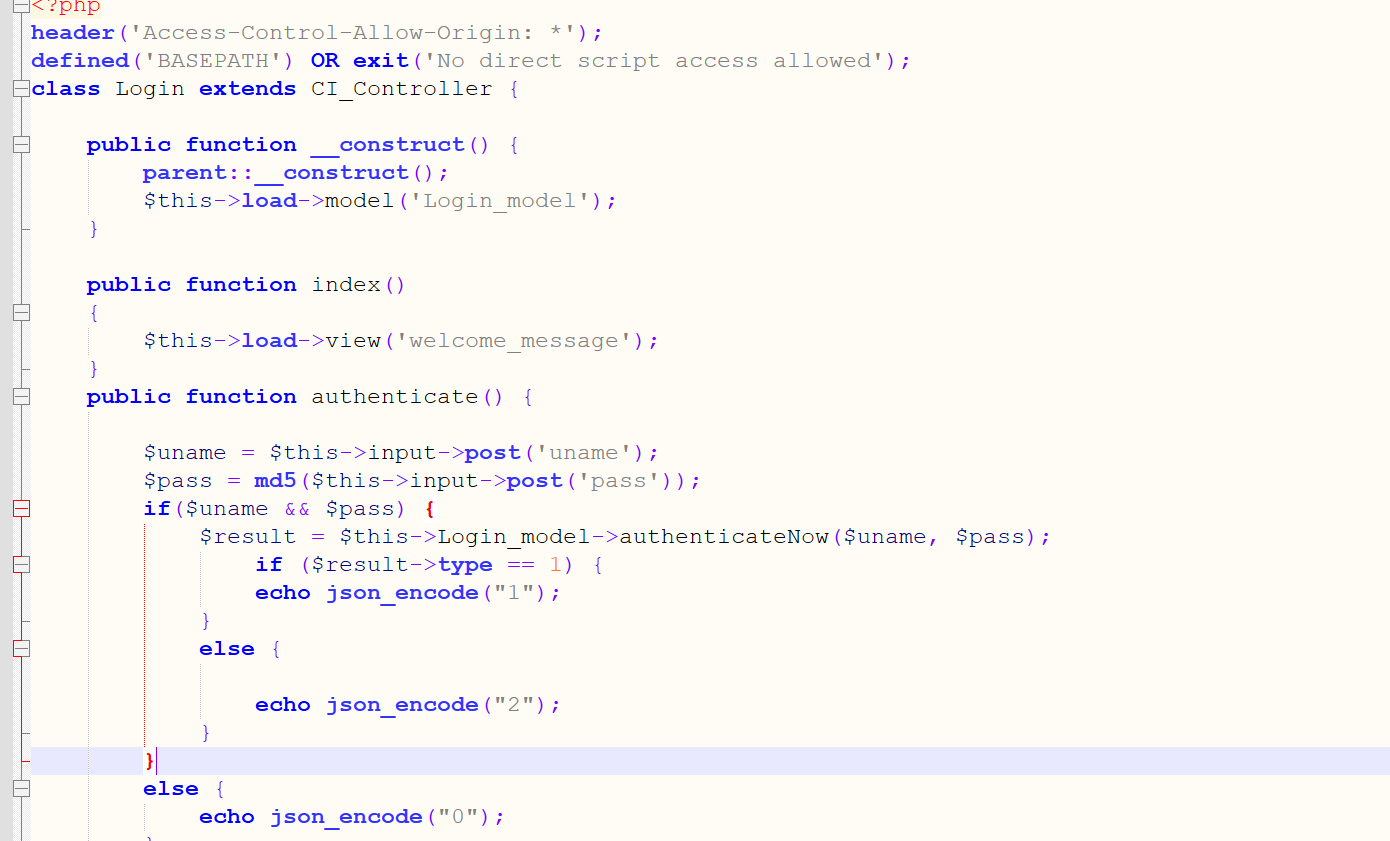 <?php
header('Access-Control-Allow-Origin: *');
defined('BASEPATH') OR exit('No direct script access allowed');
class Login extends CI_Controller {
public function __construct() {
parent::__construct();
$this->load->model('Login_model');
}
public function index()
{
$this->load->view('welcome_message');
}
public function authenticate() {
$uname = $this->input->post('uname');
$pass = md5($this->input->post('pass'));
if($uname && $pass) {
$result = $this->Login_model->authenticateNow($uname, $pass);
if ($result->type == 1) {
echo json_encode("1");
}
else {
echo json_encode("2");
}
}
else {
echo json_encode("0");